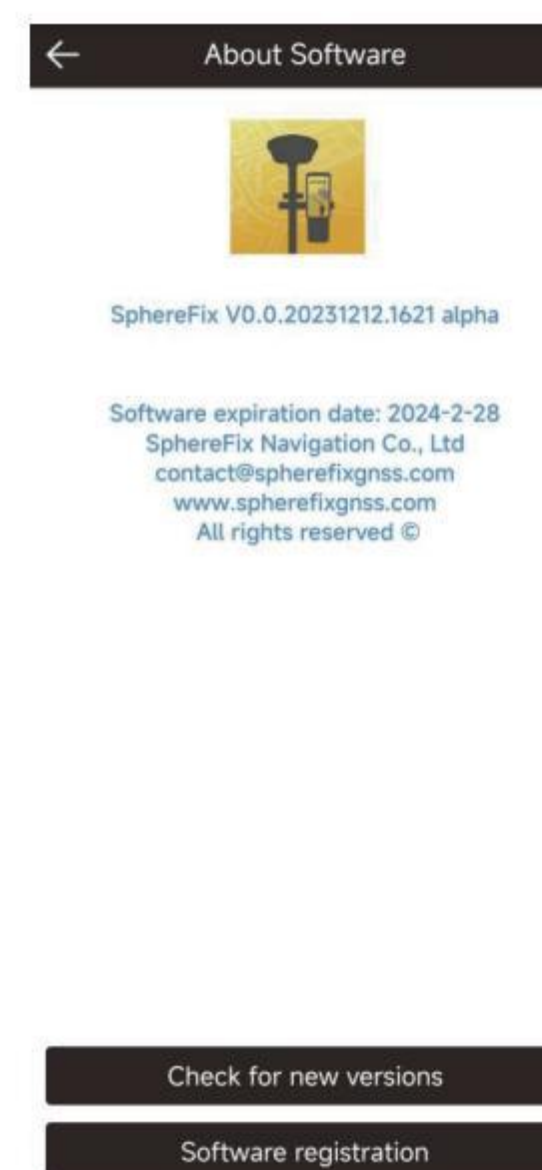 About Software
SphereFix V0.0.20231212.1621 alpha
Software expiration date: 2024-2-28
SphereFix Navigation Co., Ltd
contact@spherefixgnss.com
www.spherefixgnss.com
All rights reserved ©
Check for new versions
Software registration